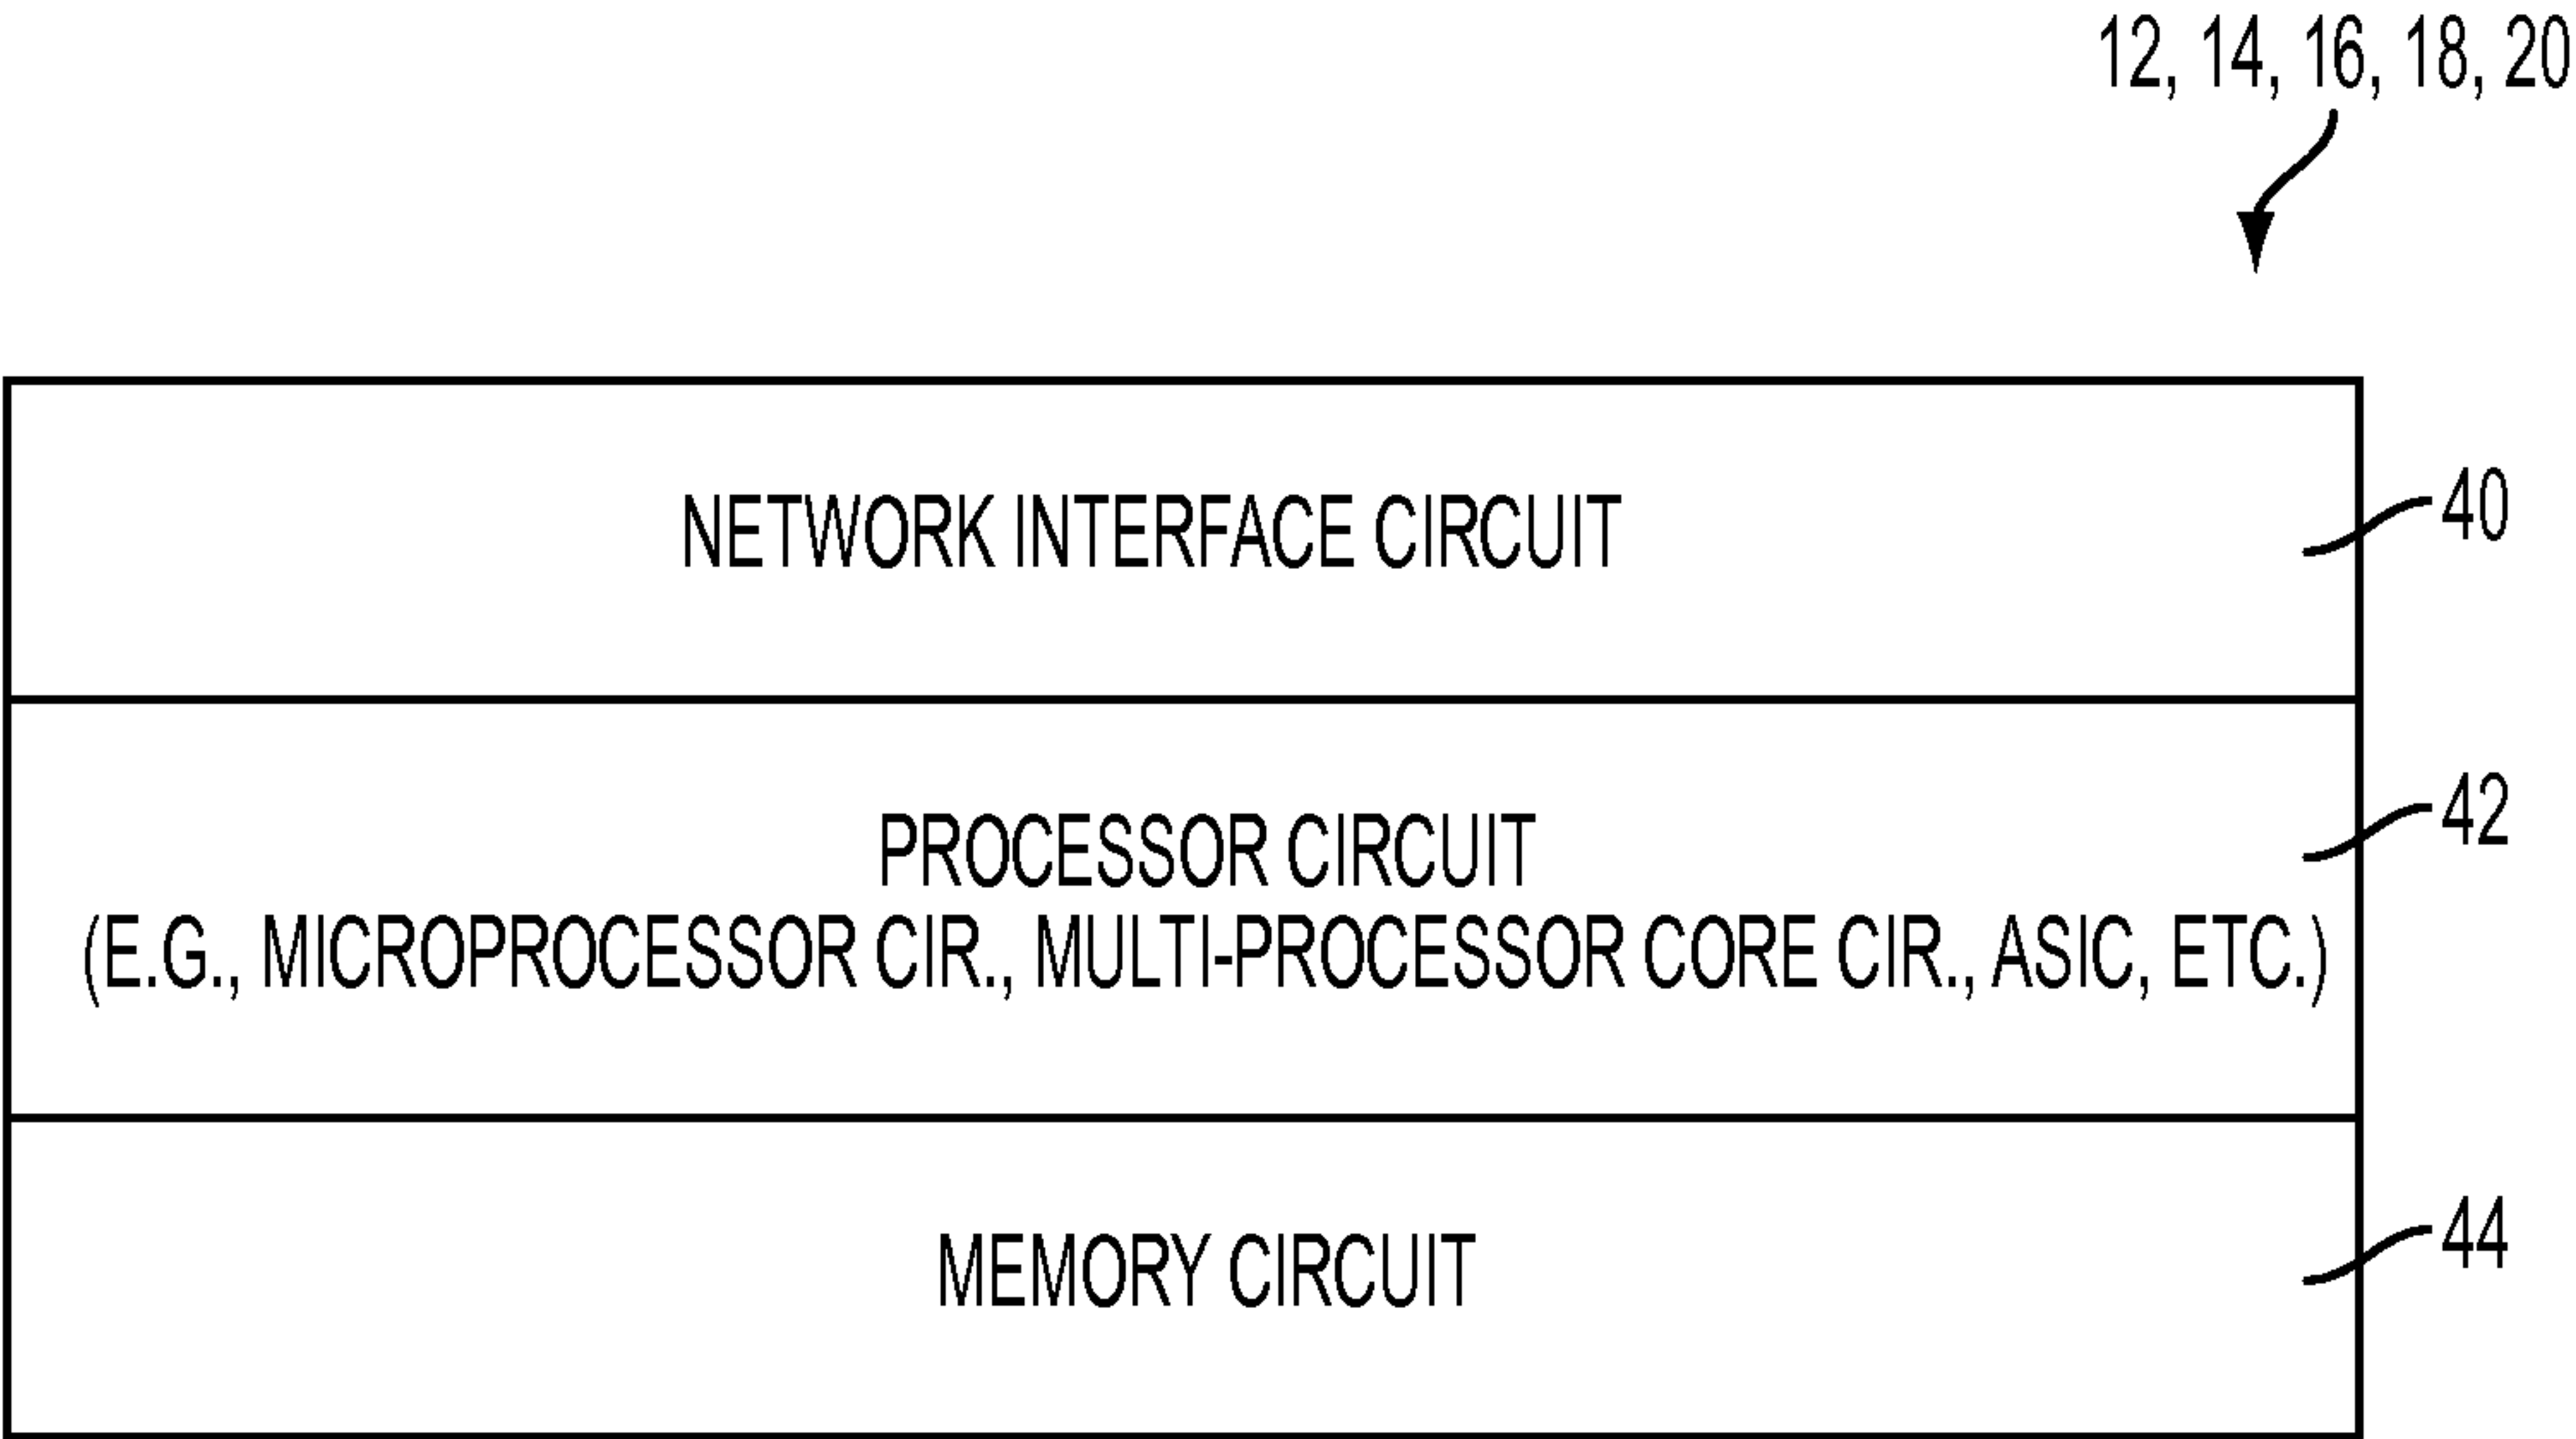 12, 14, 16, 18, 20
NETWORK INTERFACE CIRCUIT
40
PROCESSOR CIRCUIT
(E.G., MICROPROCESSOR CIR., MULTI-PROCESSOR CORE CIR., ASIC, ETC.)
42
MEMORY CIRCUIT
44